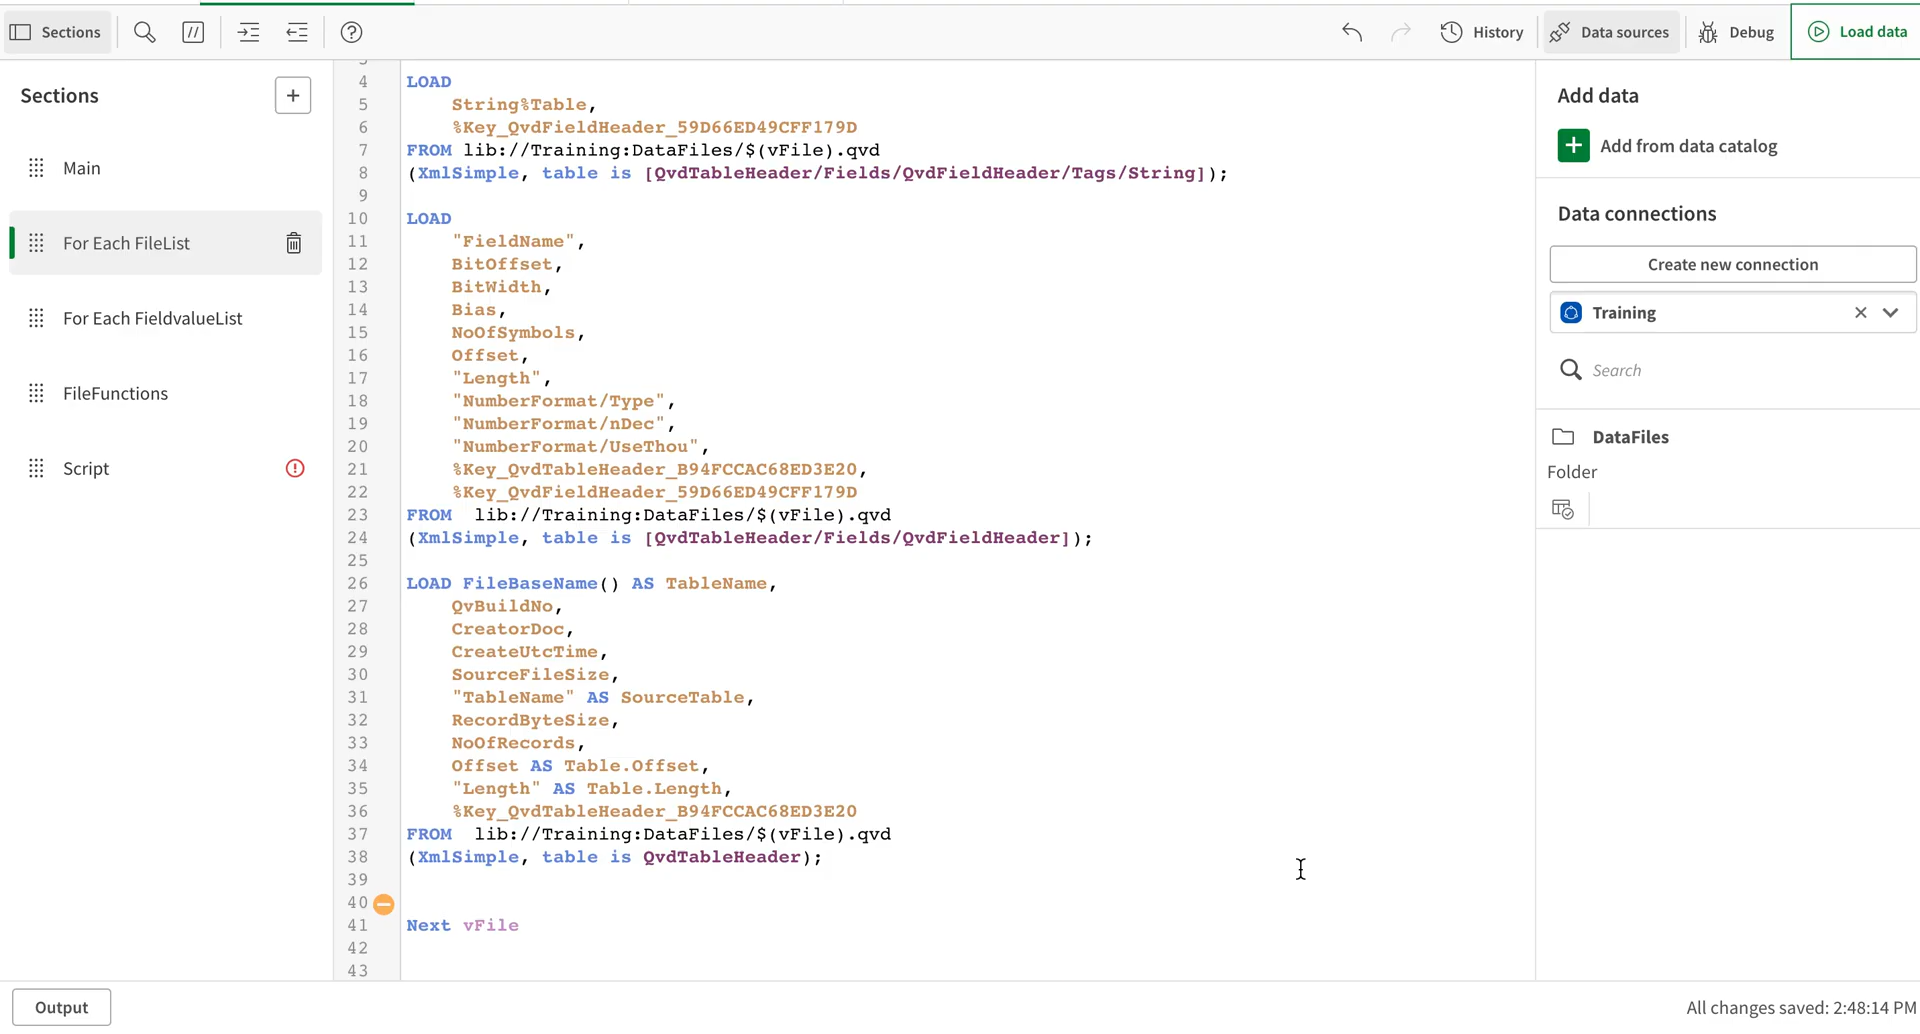 Sections
//
?
History
Data sources
Debug
Load data
Sections
+
Main
For Each FileList
For Each FieldvalueList
FileFunctions
Script
4 LOAD
5 String%Table,
6 %Key_QvdFieldHeader_59D66ED49CFF179D
7 FROM lib://Training:DataFiles/$(vFile).qvd
8 (XmlSimple, table is [QvdTableHeader/Fields/QvdFieldHeader/Tags/String]);
9
10 LOAD
11 "FieldName",
12 BitOffset,
13 BitWidth,
14 Bias,
15 NoOfSymbols,
16 Offset,
17 "Length",
18 "NumberFormat/Type",
19 "NumberFormat/nDec",
20 "NumberFormat/UseThou",
21 %Key_QvdTableHeader_B94FCCAC68ED3E20,
22 %Key_QvdFieldHeader_59D66ED49CFF179D
23 FROM lib://Training:DataFiles/$(vFile).qvd
24 (XmlSimple, table is [QvdTableHeader/Fields/QvdFieldHeader]);
25
26 LOAD FileBaseName() AS TableName,
27 QvBuildNo,
28 CreatorDoc,
29 CreateUtcTime,
30 SourceFileSize,
31 "TableName" AS SourceTable,
32 RecordByteSize,
33 NoOfRecords,
34 Offset AS Table.Offset,
35 "Length" AS Table.Length,
36 %Key_QvdTableHeader_B94FCCAC68ED3E20
37 FROM lib://Training:DataFiles/$(vFile).qvd
38 (XmlSimple, table is QvdTableHeader);
39
40
41 Next vFile
42
43
Add data
Add from data catalog
Data connections
Create new connection
Training
Search
DataFiles
Folder
Output
All changes saved: 2:48:14 PM